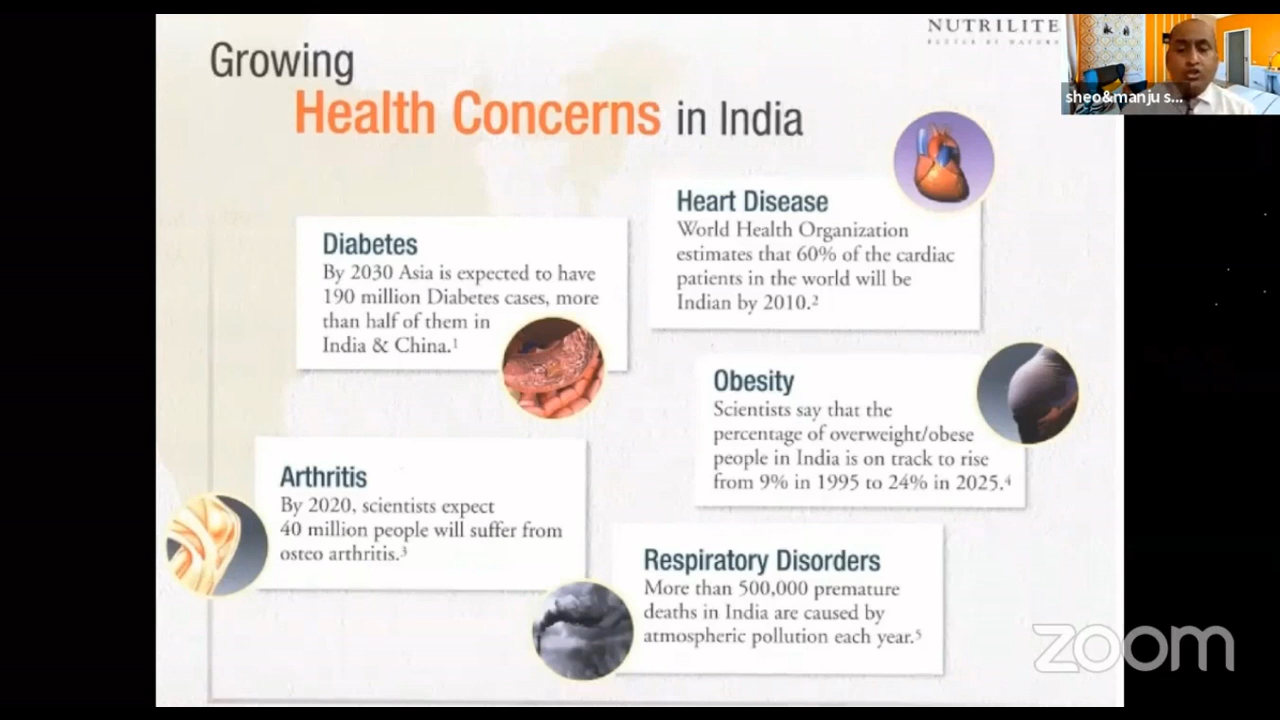 NUTRILITE
BETTER BY NATURE
sheo&manju s...
Growing
Health Concerns in India
Heart Disease
World Health Organization
estimates that 60% of the cardiac
patients in the world will be
Indian by 2010.²
Diabetes
By 2030 Asia is expected to have
190 million Diabetes cases, more
than half of them in
India & China.¹
Obesity
Scientists say that the
percentage of overweight/obese
people in India is on track to rise
from 9% in 1995 to 24% in 2025.⁴
Arthritis
By 2020, scientists expect
40 million people will suffer from
osteo arthritis.³
Respiratory Disorders
More than 500,000 premature
deaths in India are caused by
atmospheric pollution each year.⁵
zoom